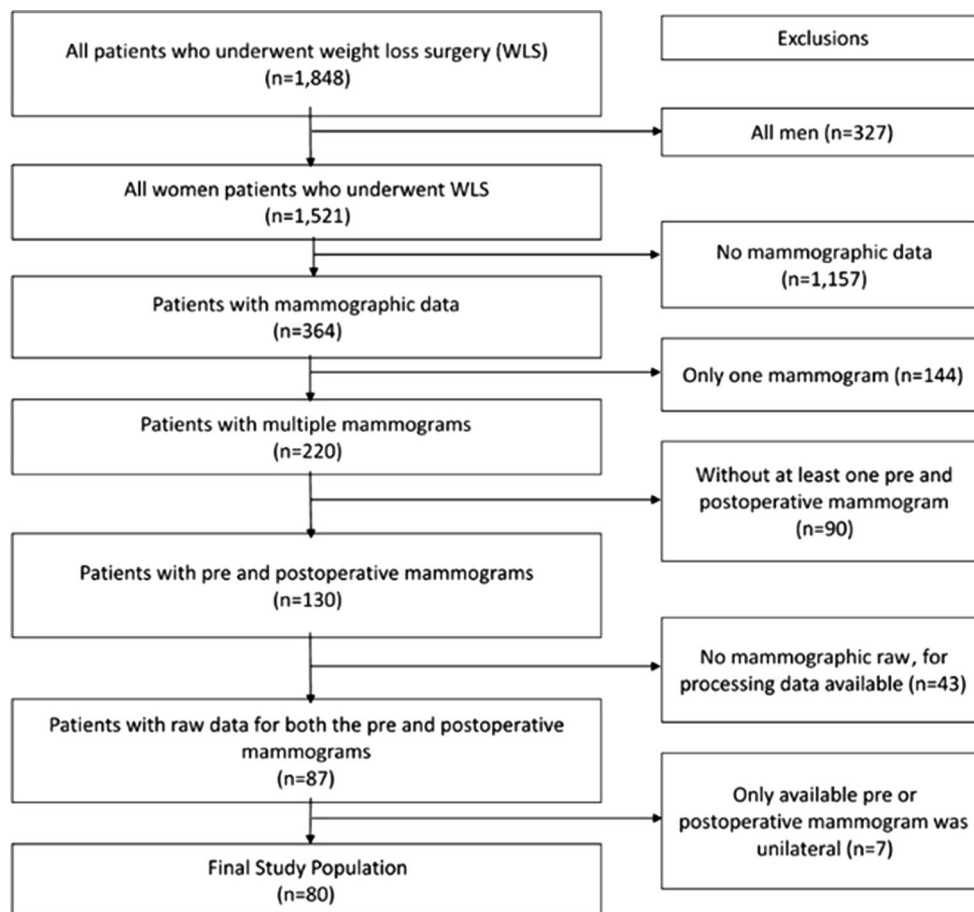 All patients who underwent weight loss surgery (WLS)
(n=1,848)
Exclusions
All men (n=327)
All women patients who underwent WLS
(n=1,521)
No mammographic data
(n=1,157)
Patients with mammographic data
(n=364)
Only one mammogram (n=144)
Patients with multiple mammograms
(n=220)
Without at least one pre and
postoperative mammogram
(n=90)
Patients with pre and postoperative mammograms
(n=130)
No mammographic raw, for
processing data available (n=43)
Patients with raw data for both the pre and postoperative
mammograms
(n=87)
Only available pre or
postoperative mammogram was
unilateral (n=7)
Final Study Population
(n=80)